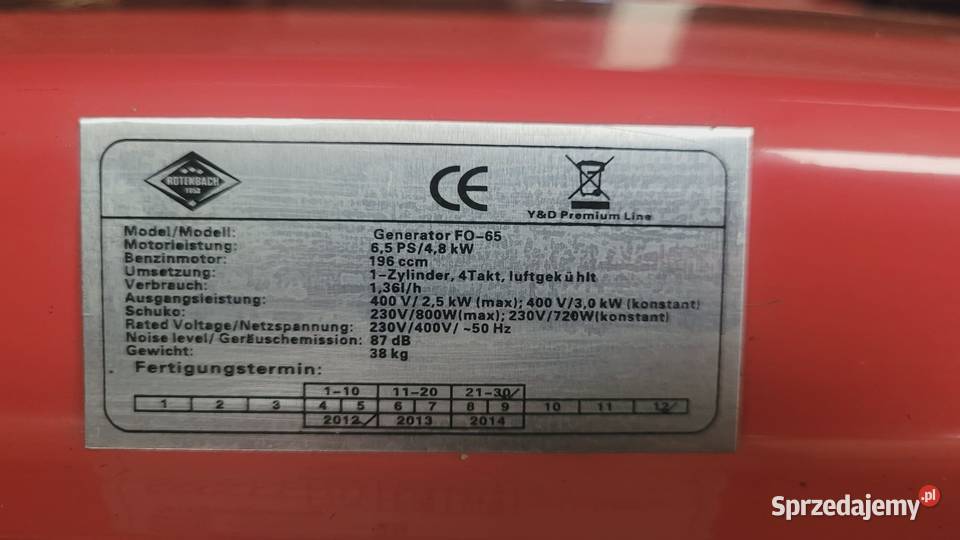 ROTENBACH
1853
CE
Y&D Premium Line
Model/Modell: Generator FO-65
Motorleistung: 6,5 PS/4,8 kW
Benzinmotor: 196 ccm
Umsetzung: 1-Zylinder, 4Takt, luftgekühlt
Verbrauch: 1,36l/h
Ausgangsleistung: 400 V/ 2,5 kW (max); 400 V/3,0 kW (konstant)
Schuko: 230V/800W(max); 230V/720W(konstant)
Rated Voltage/Netzspannung: 230V/400V/ ~50 Hz
Noise level/ Geräuschemission: 87 dB
Gewicht: 38 kg
Fertigungstermin:
1-10 11-20 21-30
1 2 3 4 5 6 7 8 9 10 11 12
2012 2013 2014
Sprzedajemy.pl